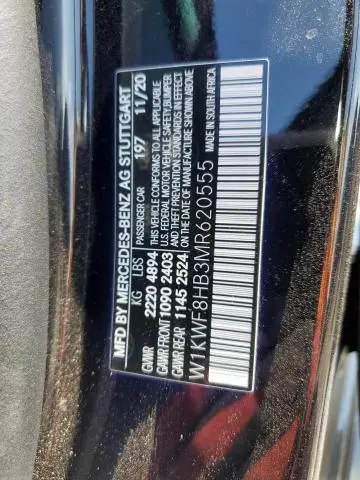 MFD BY MERCEDES-BENZ AG STUTTGART
PASSENGER CAR 197 11/20
KG LBS
GVWR 2220 4894
GAWR FRONT 1090 2403
GAWR REAR 1145 2524
THIS VEHICLE CONFORMS TO ALL APPLICABLE
U.S. FEDERAL MOTOR VEHICLE SAFETY, BUMPER
AND THEFT PREVENTION STANDARDS IN EFFECT
ON THE DATE OF MANUFACTURE SHOWN ABOVE.
W1KWF8HB3MR620555
MADE IN SOUTH AFRICA